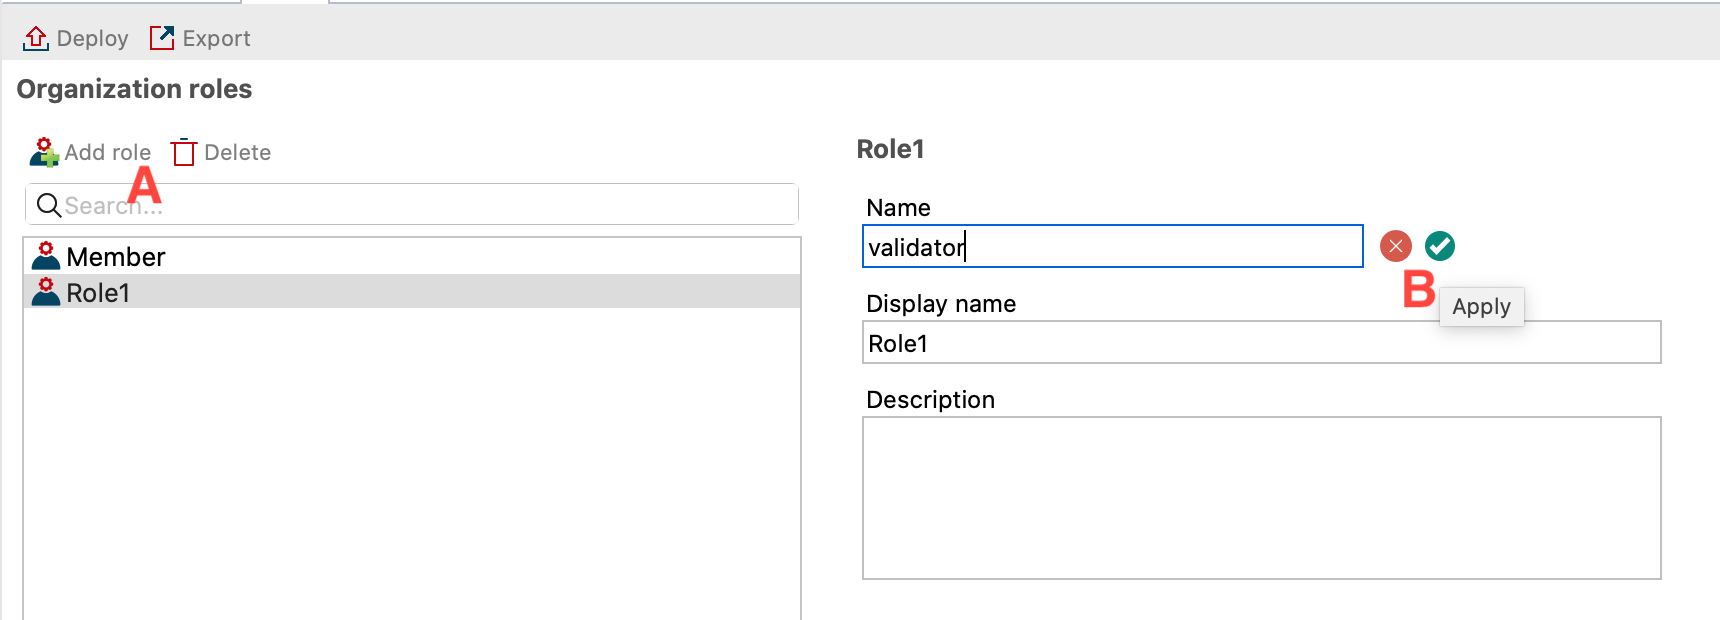 Deploy Export
Organization roles
Add role Delete
A
Search...
Member
Role1
Role1
Name
validator
B
Apply
Display name
Role1
Description